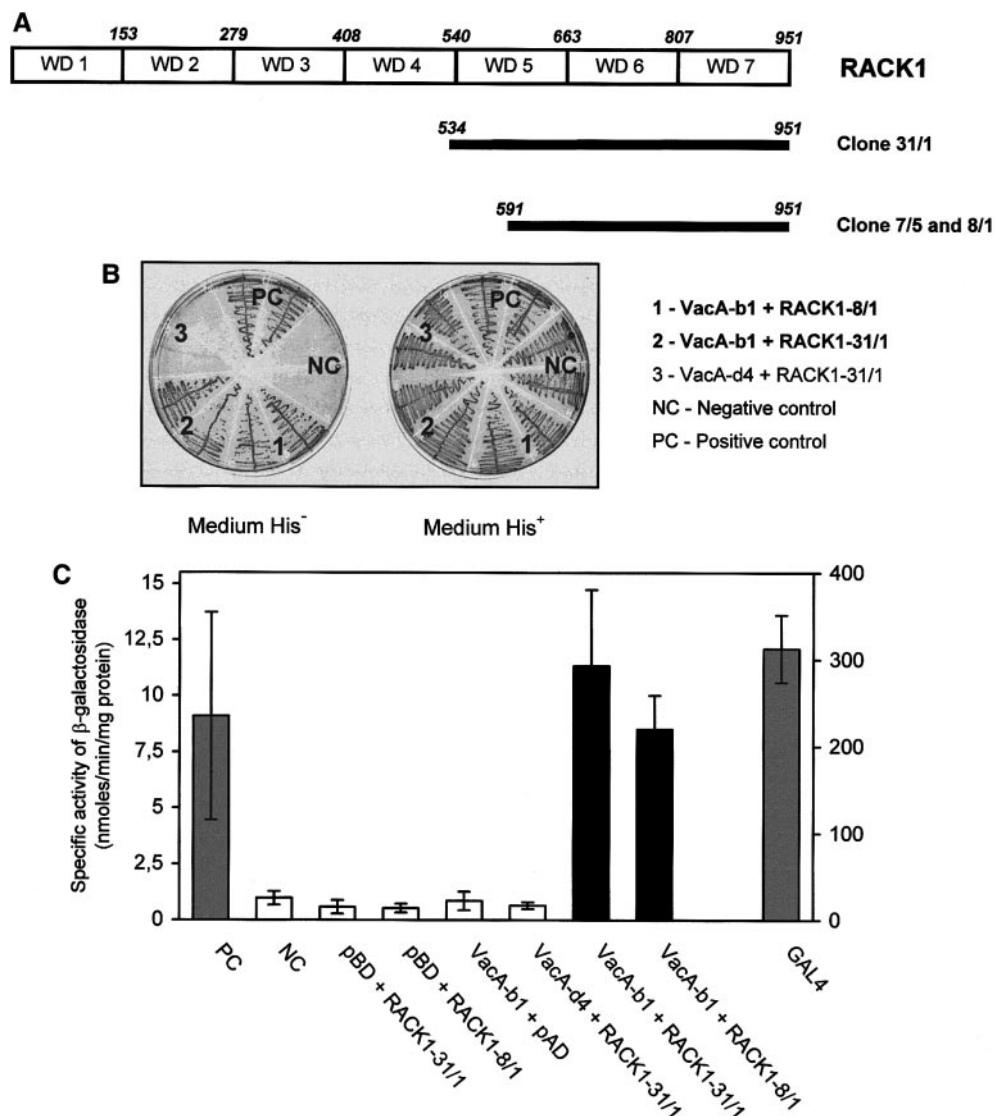 A
153 279 408 540 663 807 951
WD 1 WD 2 WD 3 WD 4 WD 5 WD 6 WD 7 RACK1
534 951
Clone 31/1
591 951
Clone 7/5 and 8/1
B
PC 3 NC 2 1
PC 3 NC 2 1
1 - VacA-b1 + RACK1-8/1
2 - VacA-b1 + RACK1-31/1
3 - VacA-d4 + RACK1-31/1
NC - Negative control
PC - Positive control
Medium His⁻ Medium His⁺
C
Specific activity of β-galactosidase
(nmoles/min/mg protein)
15
12,5
10
7,5
5
2,5
0
400
300
200
100
0
PC
NC
pBD + RACK1-31/1
pBD + RACK1-8/1
VacA-b1 + pAD
VacA-d4 + RACK1-31/1
VacA-b1 + RACK1-31/1
VacA-b1 + RACK1-8/1
GAL4